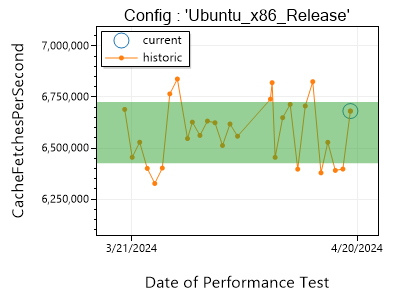 Config : 'Ubuntu_x86_Release'
current
historic
7,000,000
6,750,000
6,500,000
6,250,000
CacheFetchesPerSecond
3/21/2024
4/20/2024
Date of Performance Test